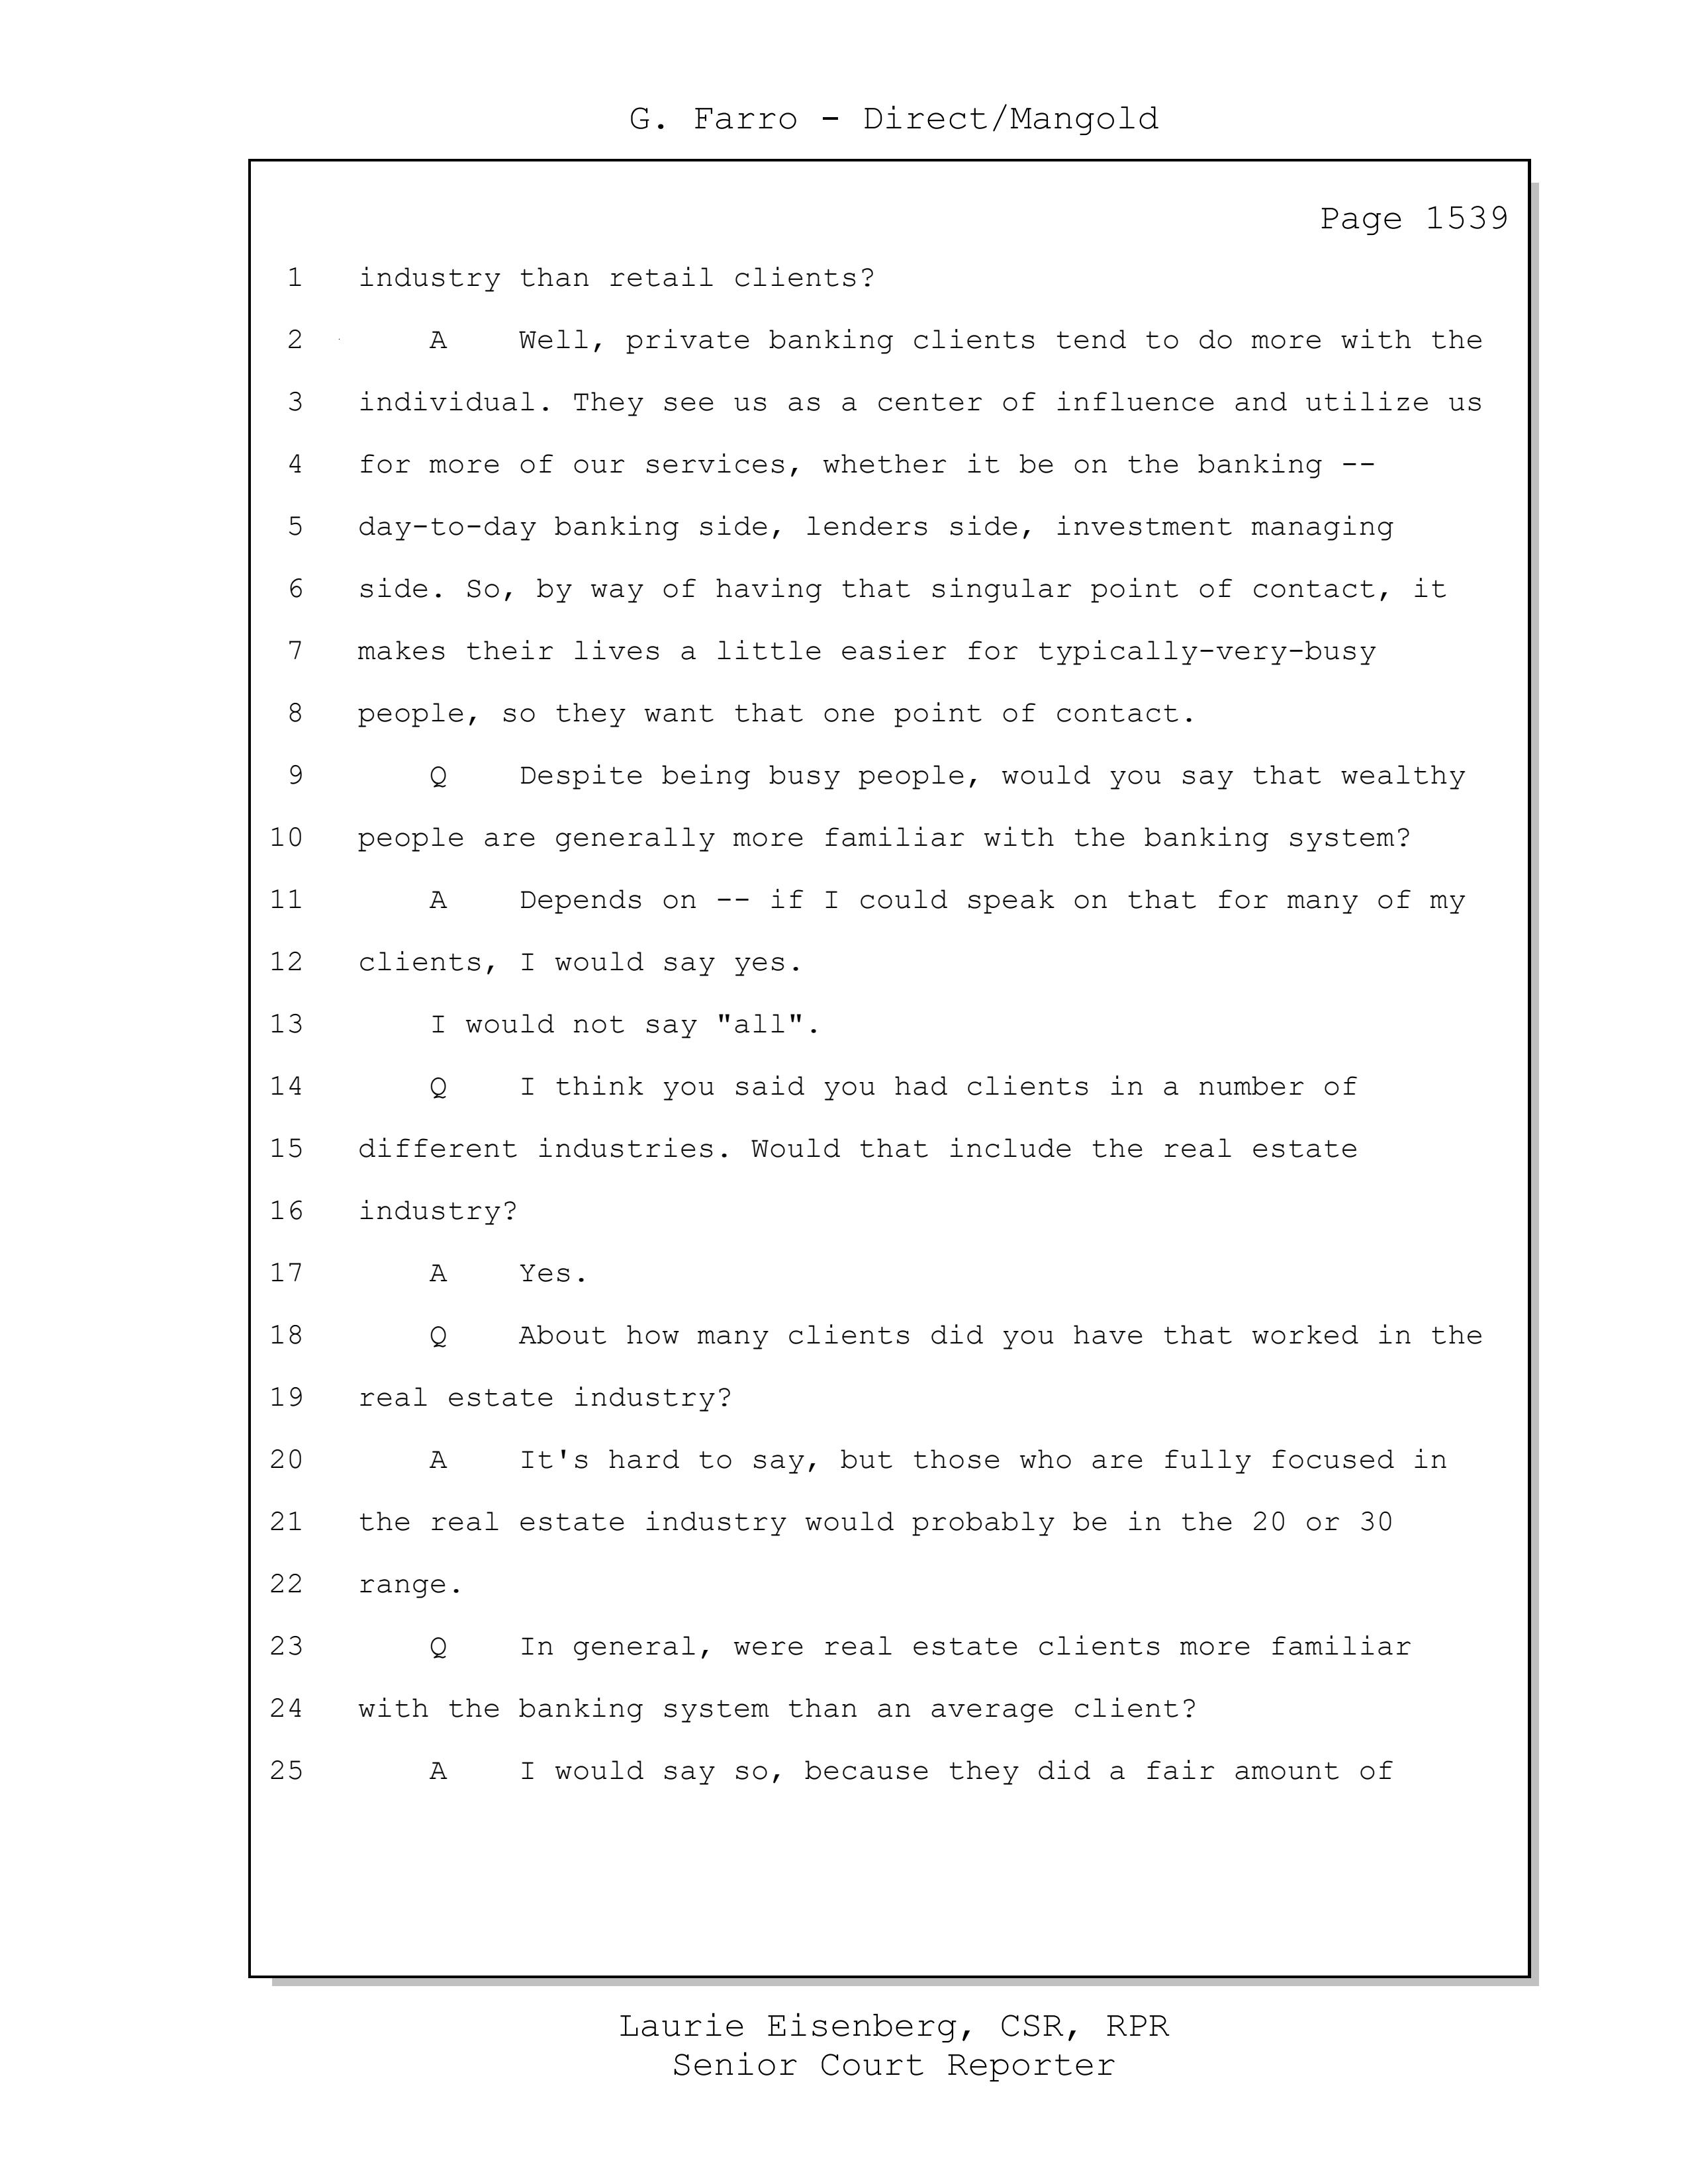 G. Farro - Direct/Mangold
Page 1539
1 industry than retail clients?
2 A Well, private banking clients tend to do more with the
3 individual. They see us as a center of influence and utilize us
4 for more of our services, whether it be on the banking --
5 day-to-day banking side, lenders side, investment managing
6 side. So, by way of having that singular point of contact, it
7 makes their lives a little easier for typically-very-busy
8 people, so they want that one point of contact.
9 Q Despite being busy people, would you say that wealthy
10 people are generally more familiar with the banking system?
11 A Depends on -- if I could speak on that for many of my
12 clients, I would say yes.
13 I would not say "all".
14 Q I think you said you had clients in a number of
15 different industries. Would that include the real estate
16 industry?
17 A Yes.
18 Q About how many clients did you have that worked in the
19 real estate industry?
20 A It's hard to say, but those who are fully focused in
21 the real estate industry would probably be in the 20 or 30
22 range.
23 Q In general, were real estate clients more familiar
24 with the banking system than an average client?
25 A I would say so, because they did a fair amount of
Laurie Eisenberg, CSR, RPR
Senior Court Reporter